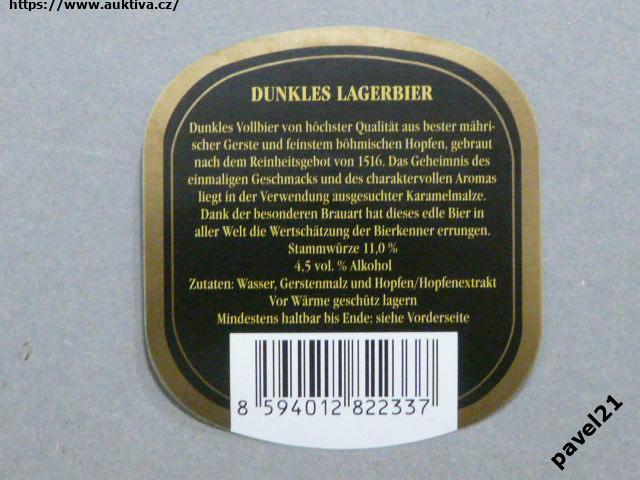 https://www.auktiva.cz/
DUNKLES LAGERBIER
Dunkles Vollbier von höchster Qualität aus bester mähri-
scher Gerste und feinstem böhmischen Hopfen, gebraut
nach dem Reinheitsgebot von 1516. Das Geheimnis des
einmaligen Geschmacks und des charaktervollen Aromas
liegt in der Verwendung ausgesuchter Karamelmalze.
Dank der besonderen Brauart hat dieses edle Bier in
aller Welt die Wertschätzung der Bierkenner errungen.
Stammwürze 11,0 %
4,5 vol. % Alkohol
Zutaten: Wasser, Gerstenmalz und Hopfen/Hopfenextrakt
Vor Wärme geschütz lagern
Mindestens haltbar bis Ende: siehe Vorderseite
8 594012 822337
pavel21